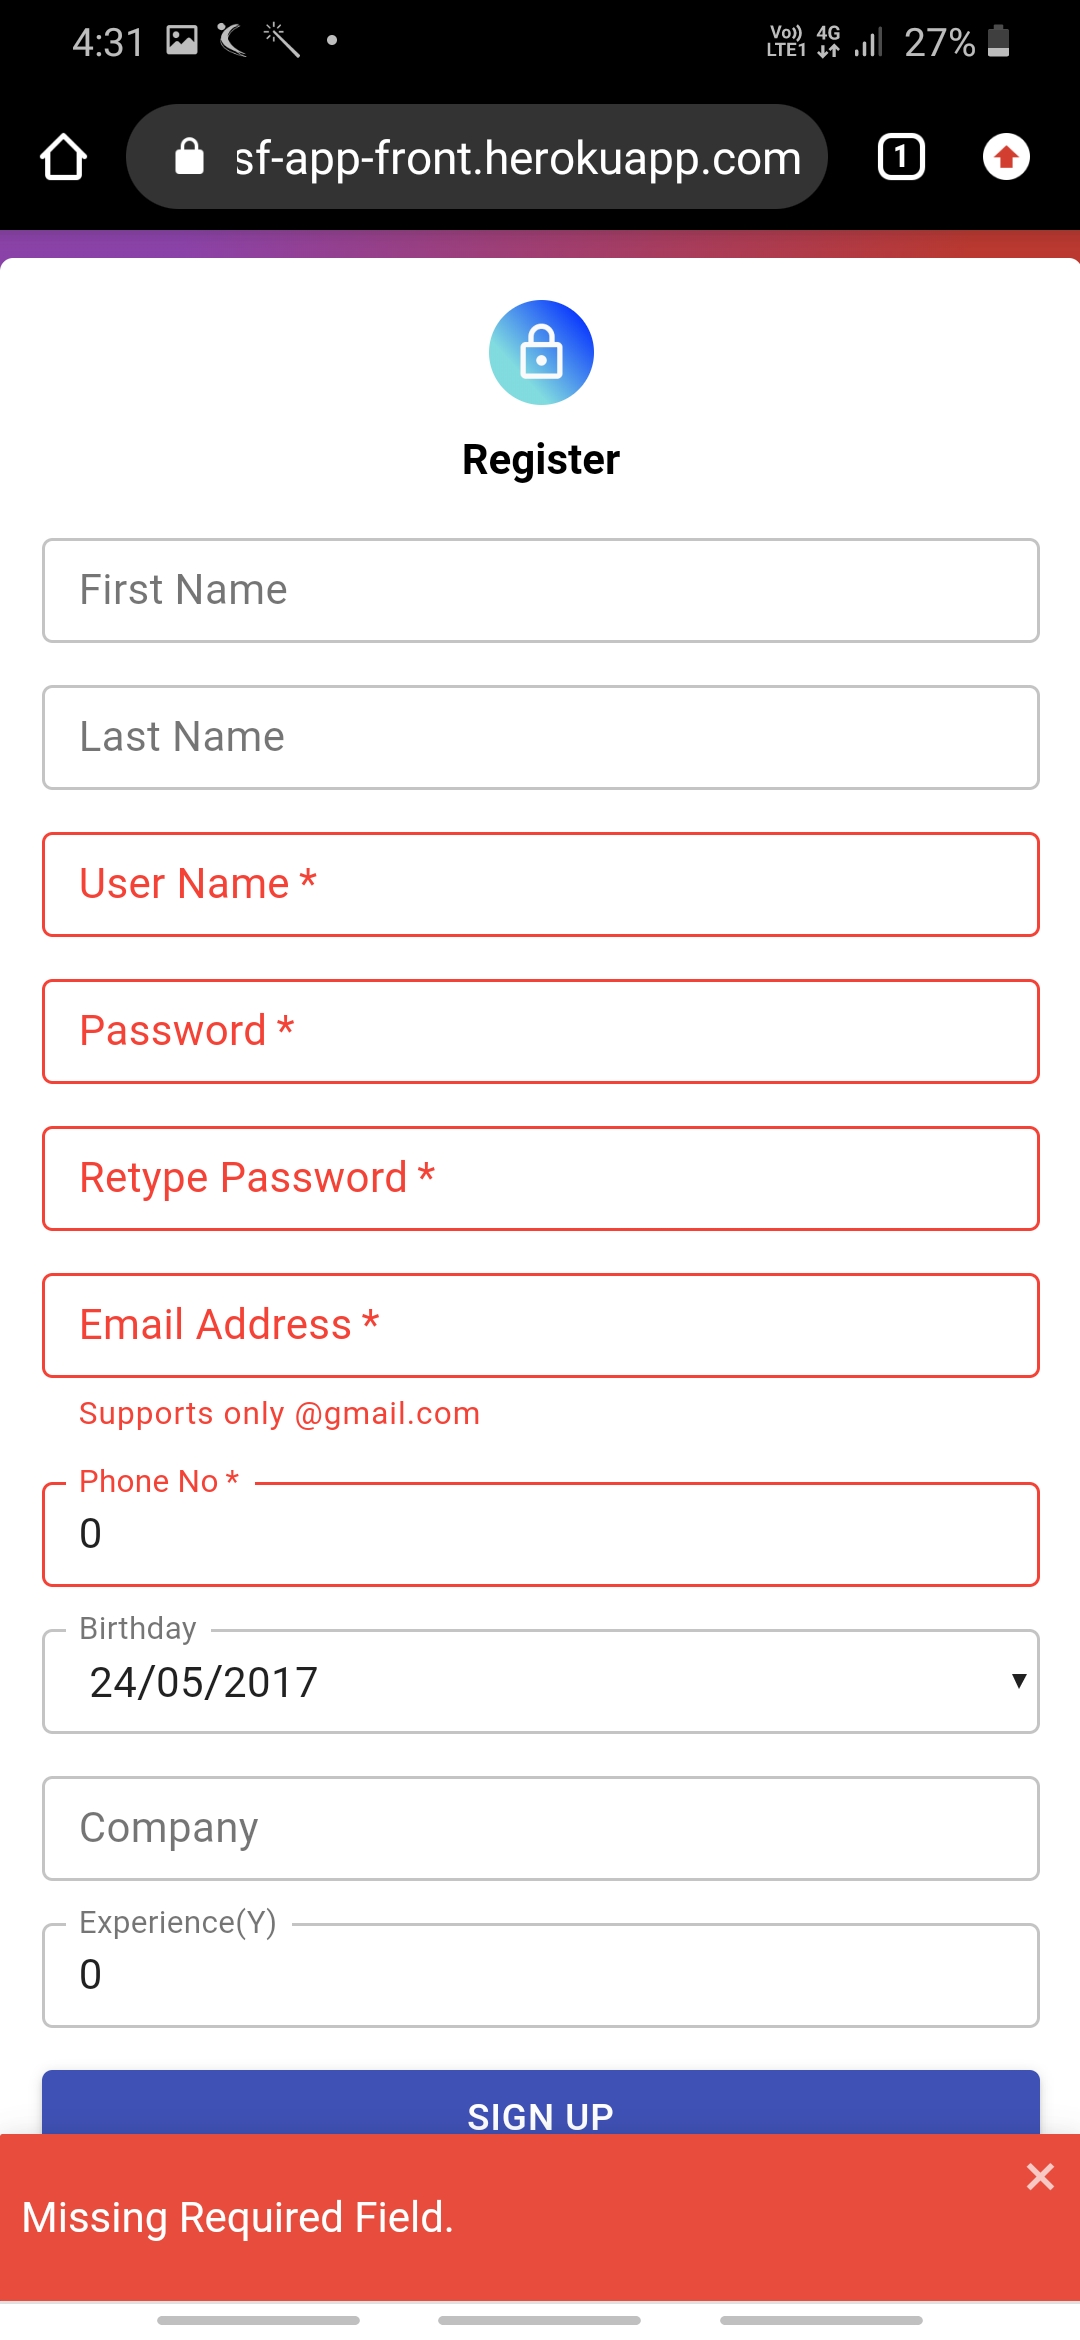 4:31 Vo)) LTE1 4G 27%
sf-app-front.herokuapp.com 1
Register
First Name
Last Name
User Name *
Password *
Retype Password *
Email Address *
Supports only @gmail.com
Phone No *
0
Birthday
24/05/2017
Company
Experience(Y)
0
SIGN UP
Missing Required Field.